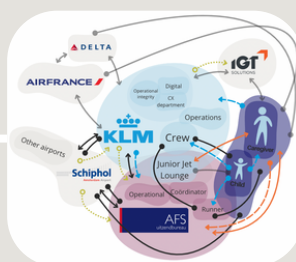 DELTA
AIRFRANCE
IGT
SOLUTIONS
Digital
Operational
Integrity
CX
department
Operations
KLM
Crew
Caregiver
Other airports
Schiphol
Junior Jet
Lounge
Child
Operational
Coordinator
Runner
AFS